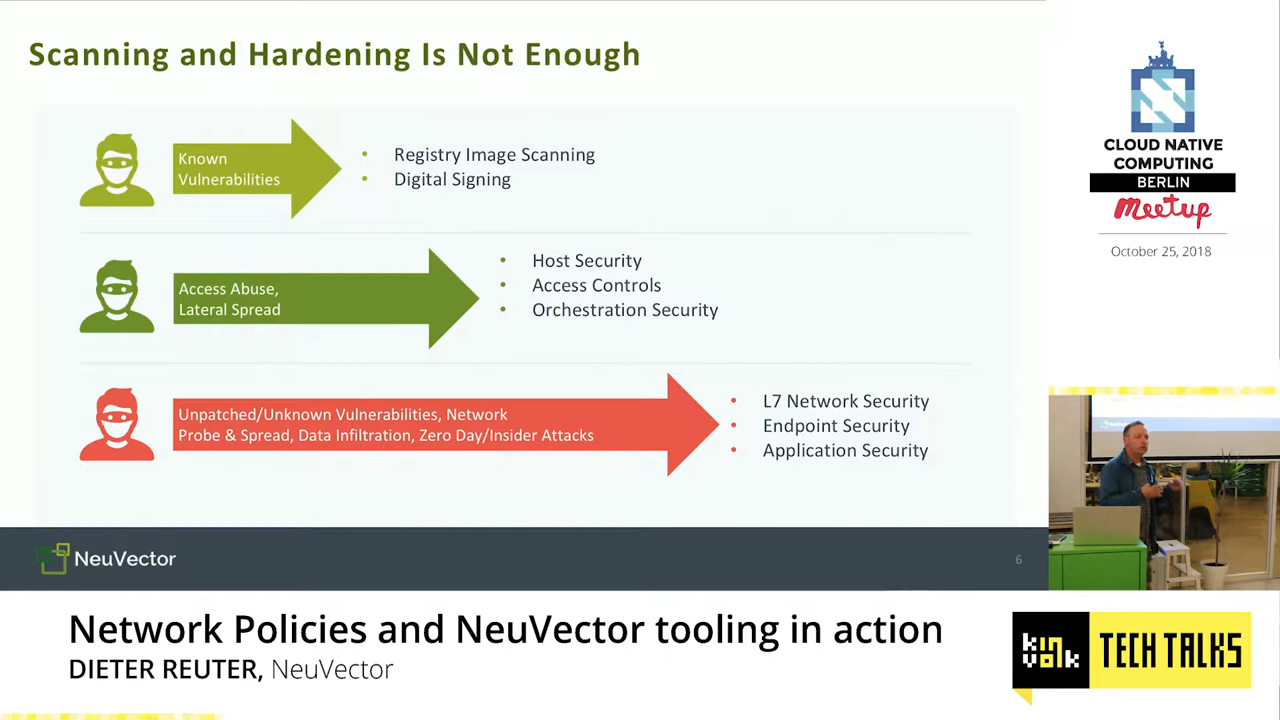 Scanning and Hardening Is Not Enough
Known
Vulnerabilities
• Registry Image Scanning
• Digital Signing
Access Abuse,
Lateral Spread
• Host Security
• Access Controls
• Orchestration Security
Unpatched/Unknown Vulnerabilities, Network
Probe & Spread, Data Infiltration, Zero Day/Insider Attacks
• L7 Network Security
• Endpoint Security
• Application Security
NeuVector
6
CLOUD NATIVE
COMPUTING
BERLIN
Meetup
October 25, 2018
Network Policies and NeuVector tooling in action
DIETER REUTER, NeuVector
kinvolk
TECH TALKS